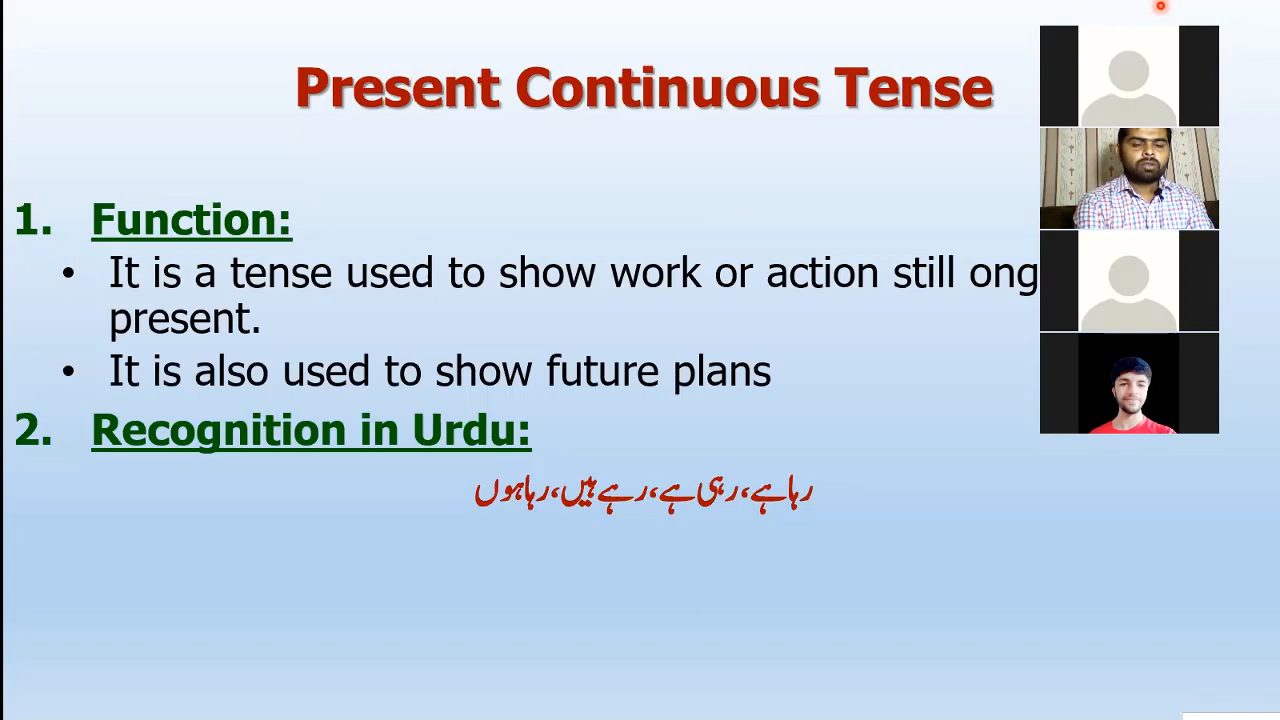 Present Continuous Tense
1. Function:
• It is a tense used to show work or action still ong
present.
• It is also used to show future plans
2. Recognition in Urdu:
رہا ہے، رہی ہے، رہے ہیں، رہا ہوں